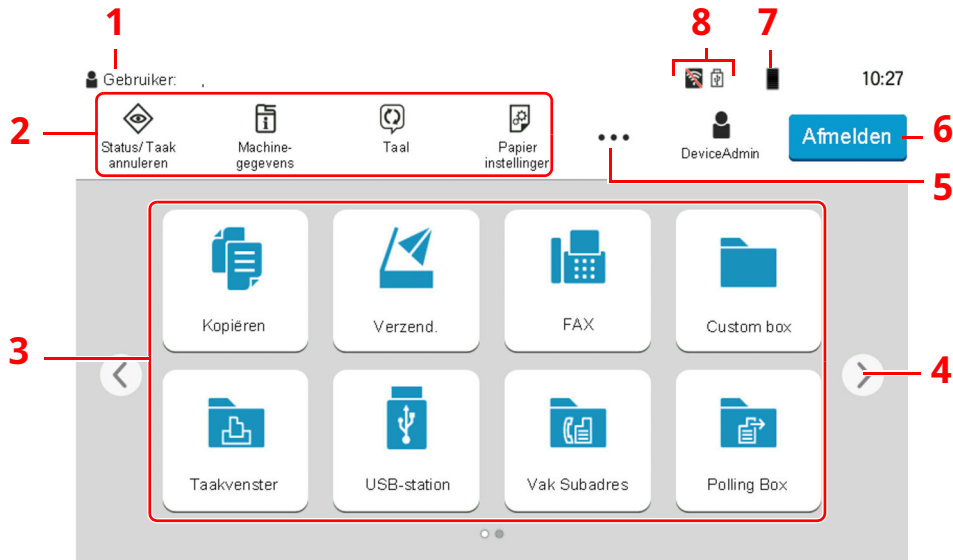 1
8
7
Gebruiker: ,
10:27
2
Status/Taak
annuleren
Machine-
gegevens
Taal
Papier
instellinger
DeviceAdmin
Afmelden
6
5
Kopiëren
Verzend.
FAX
Custom box
3
4
Taakvenster
USB-station
Vak Subadres
Polling Box